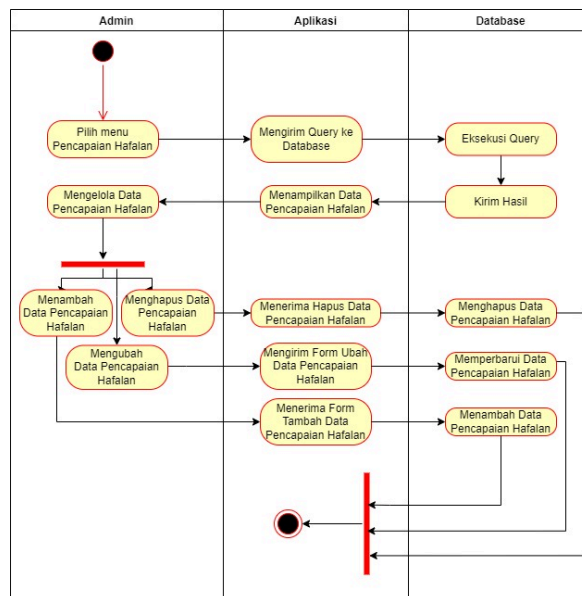 Admin
Aplikasi
Database
Pilih menu
Pencapaian Hafalan
Mengirim Query ke
Database
Eksekusi Query
Mengelola Data
Pencapaian Hafalan
Menampilkan Data
Pencapaian Hafalan
Kirim Hasil
Menambah
Data Pencapaian
Hafalan
Menghapus Data
Pencapaian
Hafalan
Menerima Hapus Data
Pencapaian Hafalan
Menghapus Data
Pencapaian Hafalan
Mengubah
Data Pencapaian
Hafalan
Mengirim Form Ubah
Data Pencapaian
Hafalan
Memperbarui Data
Pencapaian Hafalan
Menerima Form
Tambah Data
Pencapaian Hafalan
Menambah Data
Pencapaian Hafalan